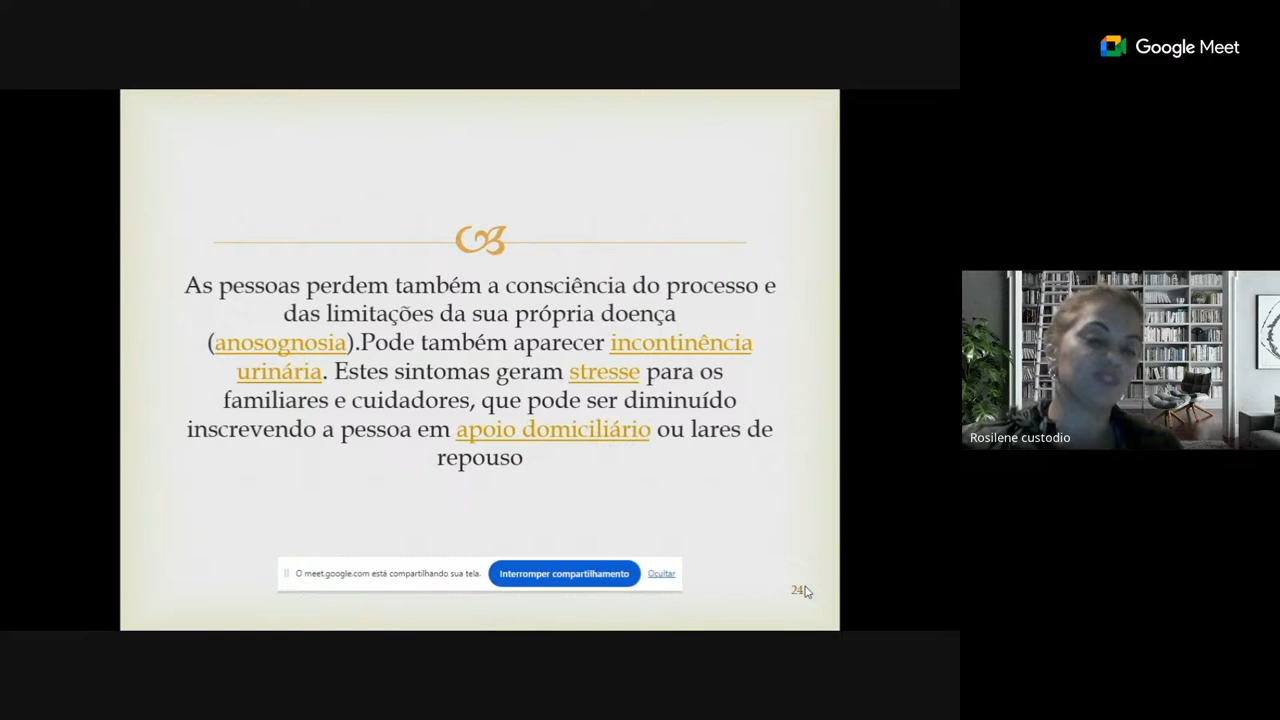 Google Meet
As pessoas perdem também a consciência do processo e
das limitações da sua própria doença
(anosognosia).Pode também aparecer incontinência
urinária. Estes sintomas geram stresse para os
familiares e cuidadores, que pode ser diminuído
inscrevendo a pessoa em apoio domiciliário ou lares de
repouso
Rosilene custodio
O meet.google.com está compartilhando sua tela. Interromper compartilhamento Ocultar
24